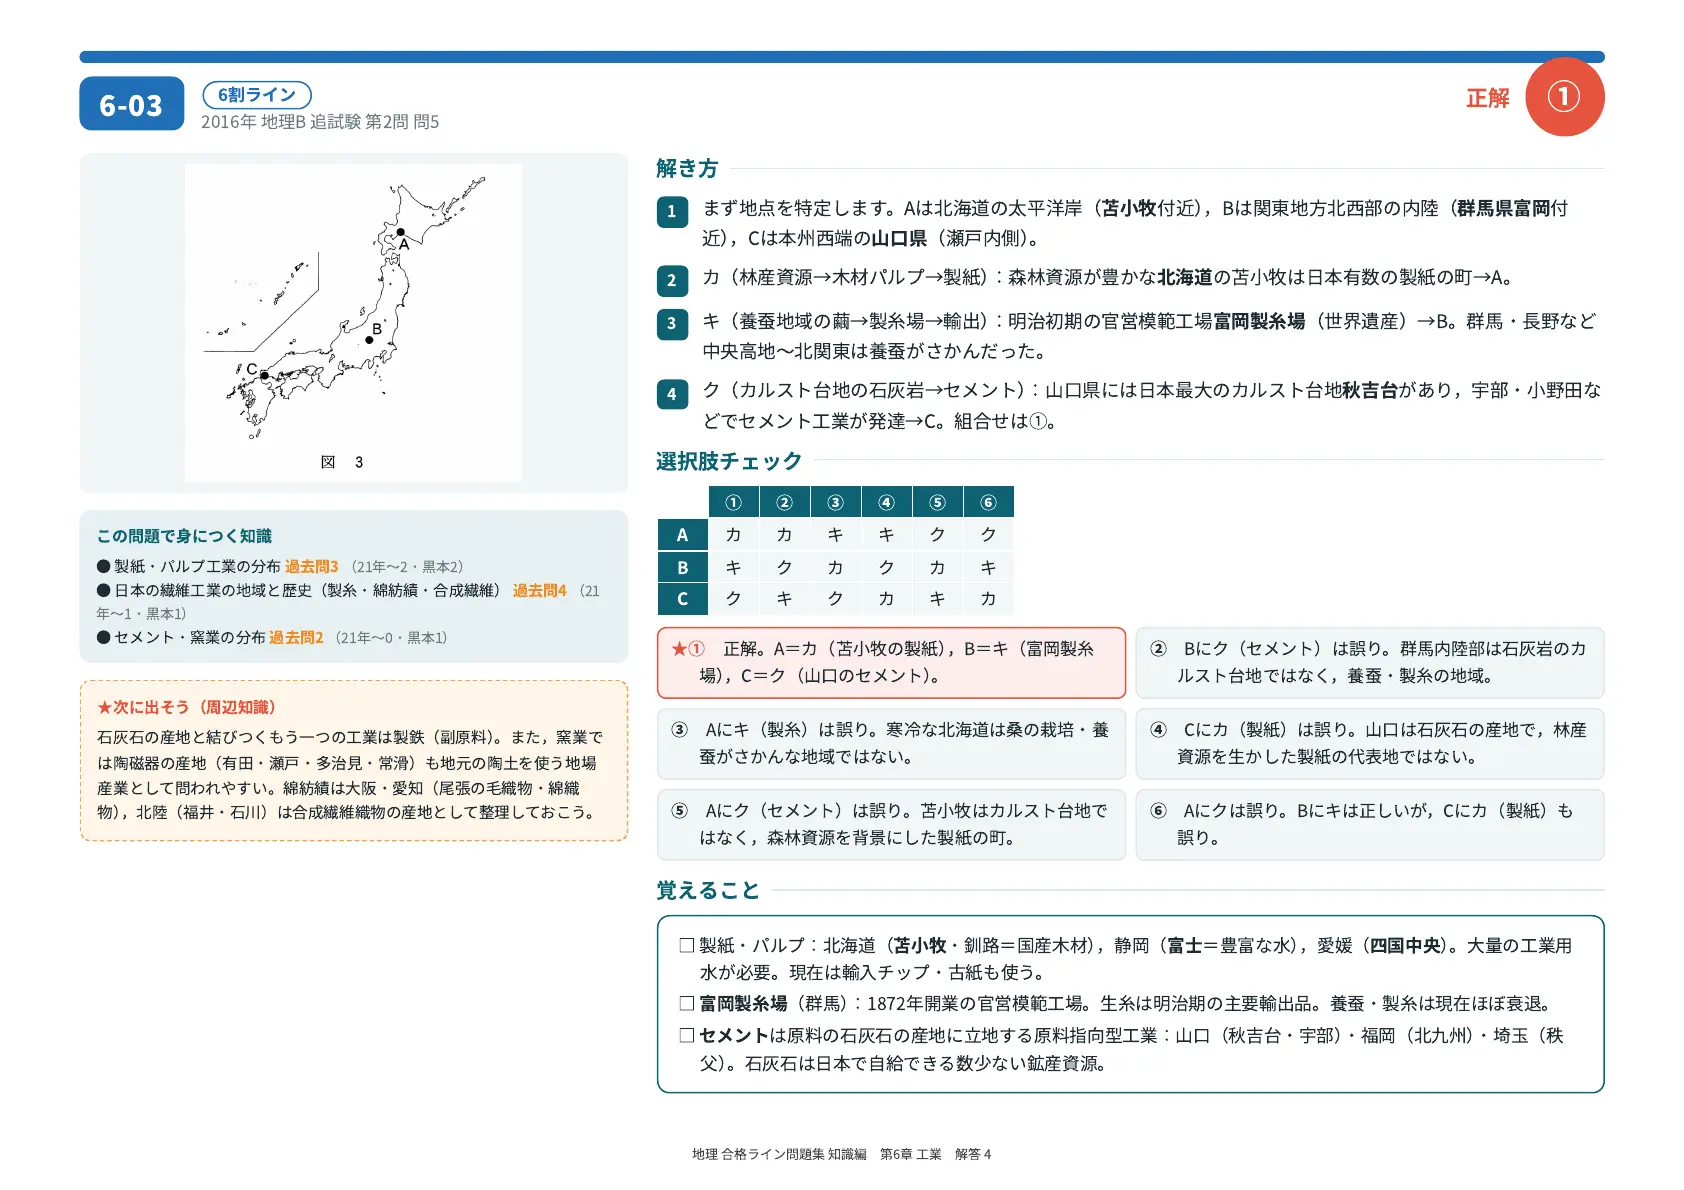 6-03
6割ライン
2016年 地理B 追試験 第2問 問5
正解 ①
A
B
C
図 3
この問題で身につく知識
● 製紙・パルプ工業の分布 過去問3 （21年〜2・黒本2）
● 日本の繊維工業の地域と歴史（製糸・綿紡績・合成繊維） 過去問4 （21
年〜1・黒本1）
● セメント・窯業の分布 過去問2 （21年〜0・黒本1）
★次に出そう（周辺知識）
石灰石の産地と結びつくもう一つの工業は製鉄（副原料）。また，窯業で
は陶磁器の産地（有田・瀬戸・多治見・常滑）も地元の陶土を使う地場
産業として問われやすい。綿紡績は大阪・愛知（尾張の毛織物・綿織
物），北陸（福井・石川）は合成繊維織物の産地として整理しておこう。
解き方
1 まず地点を特定します。Aは北海道の太平洋岸（苫小牧付近），Bは関東地方北西部の内陸（群馬県富岡付
近），Cは本州西端の山口県（瀬戸内側）。
2 カ（林産資源→木材パルプ→製紙）：森林資源が豊かな北海道の苫小牧は日本有数の製紙の町→A。
3 キ（養蚕地域の繭→製糸場→輸出）：明治初期の官営模範工場富岡製糸場（世界遺産）→B。群馬・長野など
中央高地〜北関東は養蚕がさかんだった。
4 ク（カルスト台地の石灰岩→セメント）：山口県には日本最大のカルスト台地秋吉台があり，宇部・小野田な
どでセメント工業が発達→C。組合せは①。
選択肢チェック
① ② ③ ④ ⑤ ⑥
A カ カ キ キ ク ク
B キ ク カ ク カ キ
C ク キ ク カ キ カ
★① 正解。A＝カ（苫小牧の製紙），B＝キ（富岡製糸
場），C＝ク（山口のセメント）。
② Bにク（セメント）は誤り。群馬内陸部は石灰岩のカ
ルスト台地ではなく，養蚕・製糸の地域。
③ Aにキ（製糸）は誤り。寒冷な北海道は桑の栽培・養
蚕がさかんな地域ではない。
④ Cにカ（製紙）は誤り。山口は石灰石の産地で，林産
資源を生かした製紙の代表地ではない。
⑤ Aにク（セメント）は誤り。苫小牧はカルスト台地で
はなく，森林資源を背景にした製紙の町。
⑥ Aにクは誤り。Bにキは正しいが，Cにカ（製紙）も
誤り。
覚えること
□ 製紙・パルプ：北海道（苫小牧・釧路＝国産木材），静岡（富士＝豊富な水），愛媛（四国中央）。大量の工業用
水が必要。現在は輸入チップ・古紙も使う。
□ 富岡製糸場（群馬）：1872年開業の官営模範工場。生糸は明治期の主要輸出品。養蚕・製糸は現在ほぼ衰退。
□ セメントは原料の石灰石の産地に立地する原料指向型工業：山口（秋吉台・宇部）・福岡（北九州）・埼玉（秩
父）。石灰石は日本で自給できる数少ない鉱産資源。
地理 合格ライン問題集 知識編 第6章 工業 解答 4